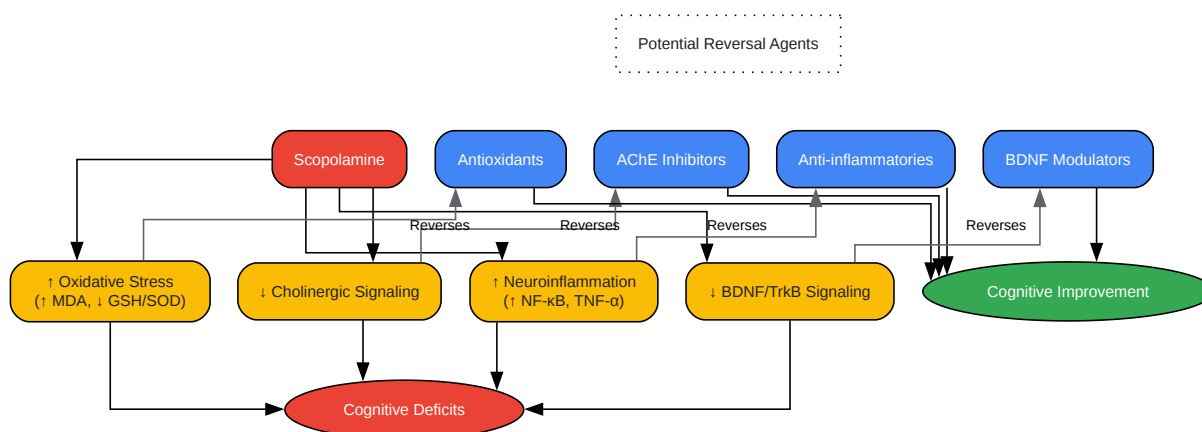 Potential Reversal Agents
Scopolamine
Antioxidants
AChE Inhibitors
Anti-inflammatories
BDNF Modulators
Reverses
Reverses
Reverses
Reverses
↑ Oxidative Stress
(↑ MDA, ↓ GSH/SOD)
↓ Cholinergic Signaling
↑ Neuroinflammation
(↑ NF-κB, TNF-α)
↓ BDNF/TrkB Signaling
Cognitive Improvement
Cognitive Deficits